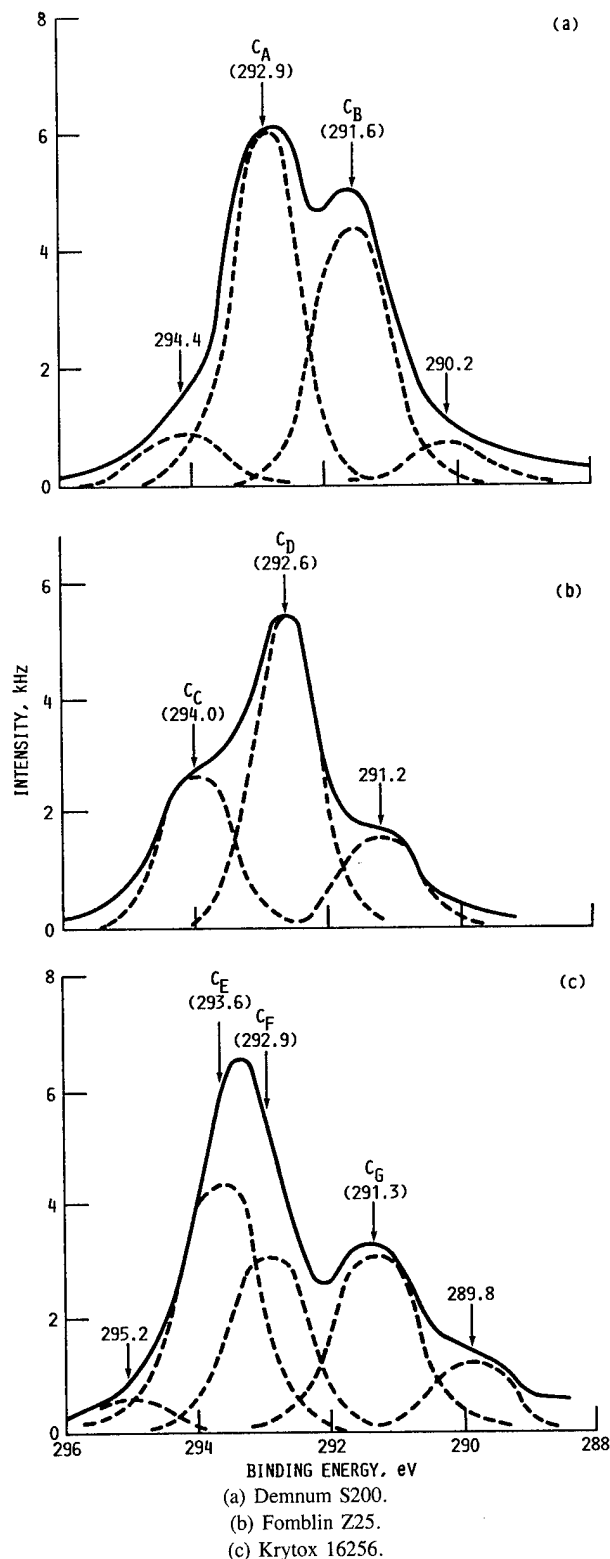 8
(a)
C_A
(292.9)
C_B
(291.6)
6
4
294.4
290.2
2
0
C_D
(292.6)
6
(b)
C_C
(294.0)
4
291.2
2
0
INTENSITY, kHz
8
C_E
(293.6)
(c)
C_F
(292.9)
6
C_G
(291.3)
4
295.2
289.8
2
0
296 294 292 290 288
BINDING ENERGY, eV
(a) Demnum S200.
(b) Fomblin Z25.
(c) Krytox 16256.